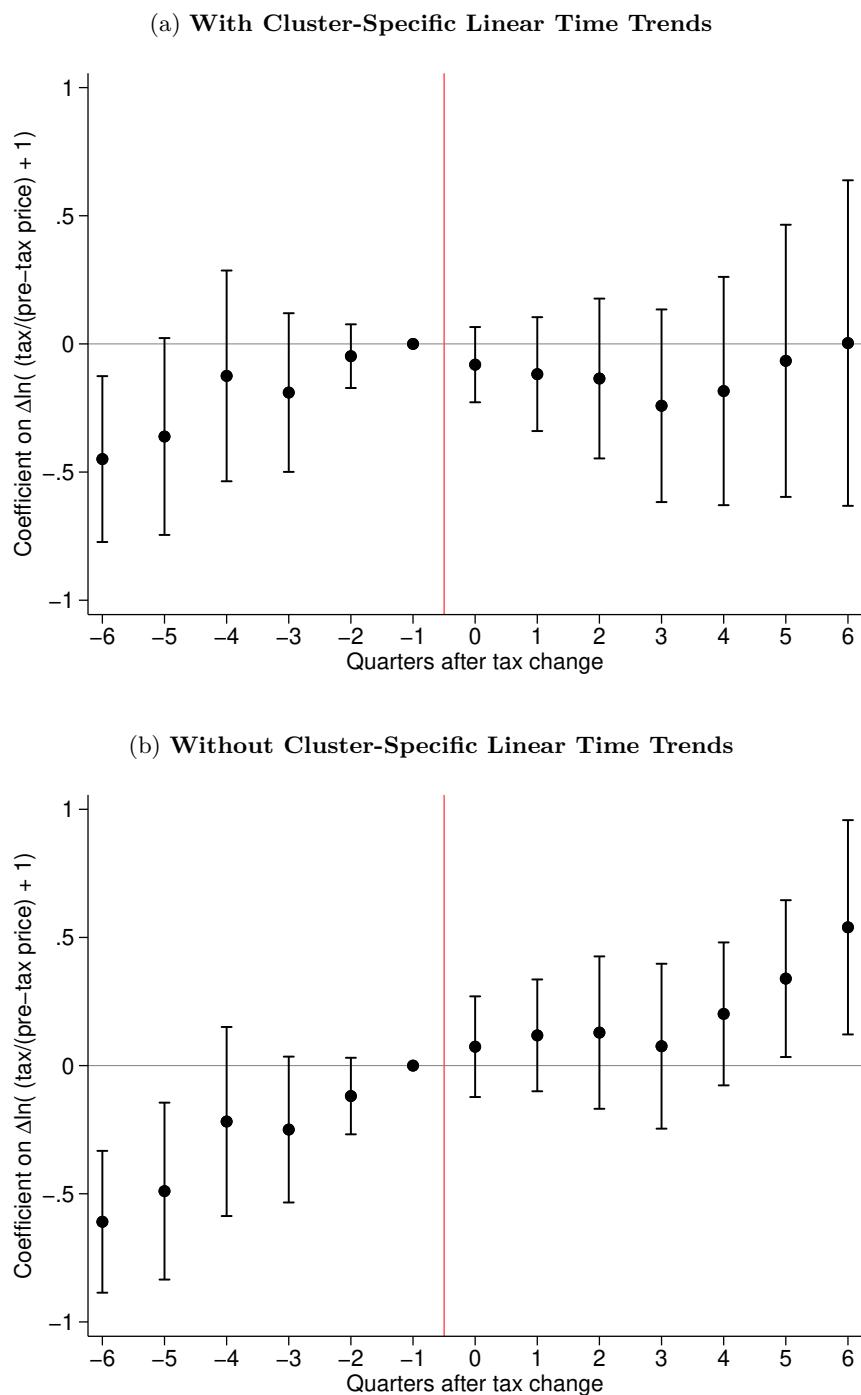 (a) With Cluster-Specific Linear Time Trends
Coefficient on Δln( (tax/(pre−tax price) + 1)
1
.5
0
−.5
−1
−6 −5 −4 −3 −2 −1 0 1 2 3 4 5 6
Quarters after tax change
(b) Without Cluster-Specific Linear Time Trends
Coefficient on Δln( (tax/(pre−tax price) + 1)
1
.5
0
−.5
−1
−6 −5 −4 −3 −2 −1 0 1 2 3 4 5 6
Quarters after tax change